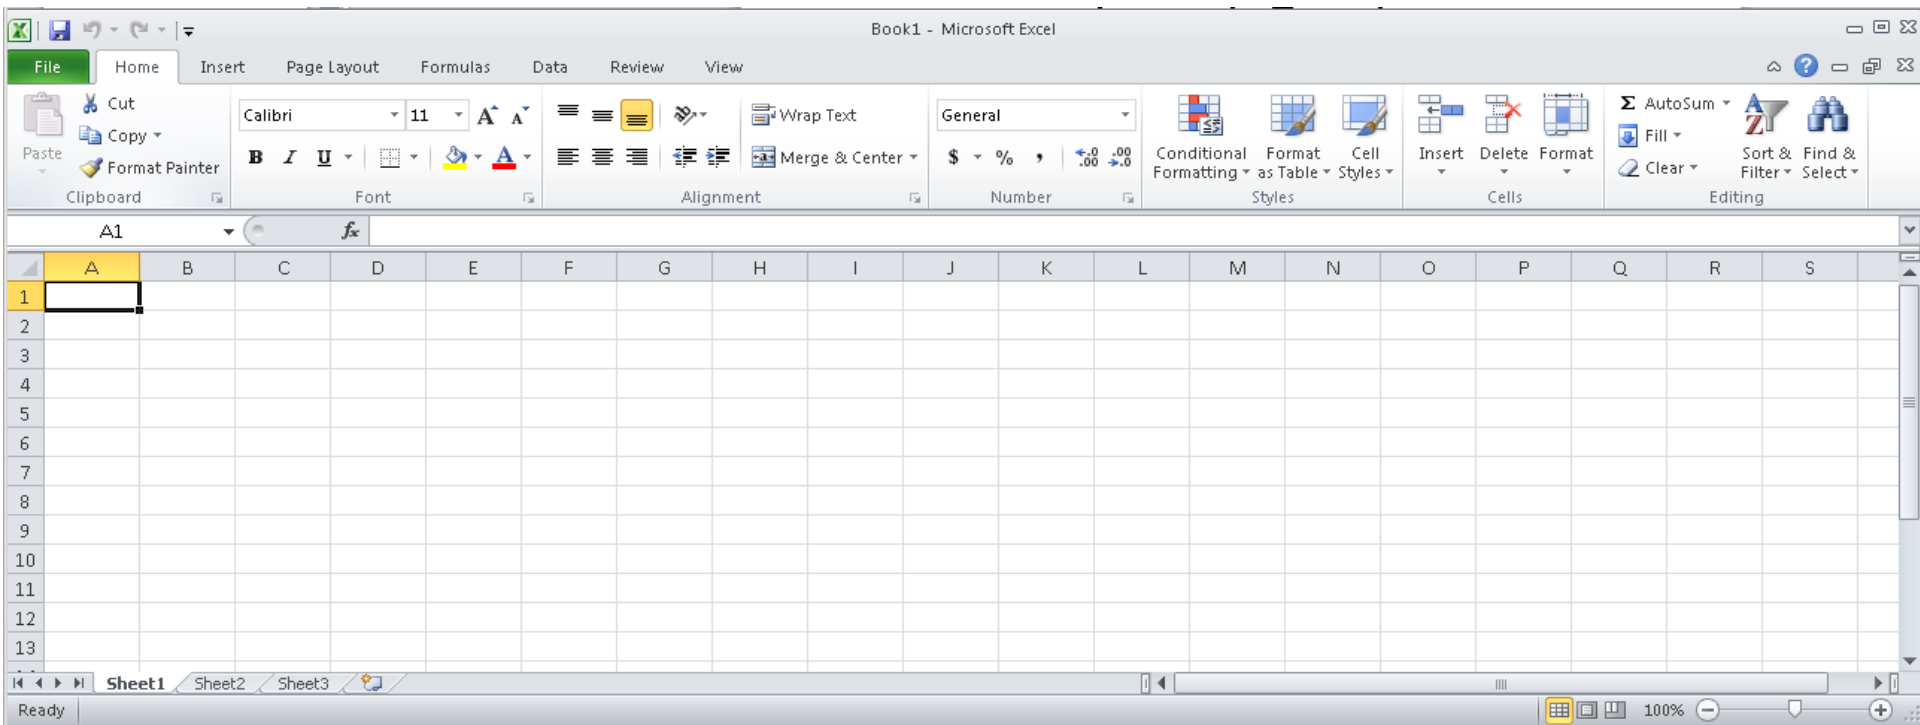 Book1 - Microsoft Excel
File Home Insert Page Layout Formulas Data Review View
Paste
Cut
Copy
Format Painter
Clipboard
Calibri 11
B I U
Font
Wrap Text
Merge & Center
Alignment
General
$ % ,
Number
Conditional Formatting
Format as Table
Cell Styles
Styles
Insert Delete Format
Cells
Σ AutoSum
Fill
Clear
Sort & Filter
Find & Select
Editing
A1 fx
A B C D E F G H I J K L M N O P Q R S
1
2
3
4
5
6
7
8
9
10
11
12
13
Sheet1 Sheet2 Sheet3
Ready 100%